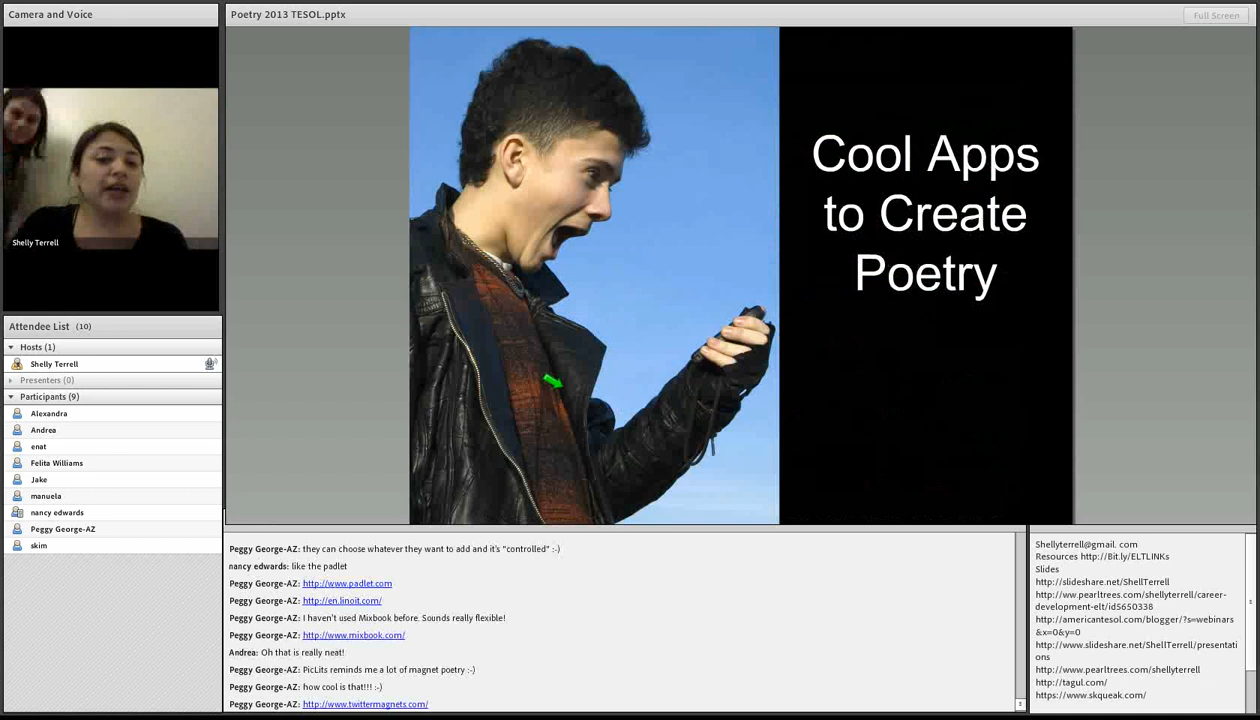 Camera and Voice
Shelly Terrell
Attendee List (10)
Hosts (1)
Shelly Terrell
Presenters (0)
Participants (9)
Alexandra
Andrea
enat
Felita Williams
Jake
manuela
nancy edwards
Peggy George-AZ
skim
Poetry 2013 TESOL.pptx
Full Screen
Cool Apps
to Create
Poetry
Peggy George-AZ: they can choose whatever they want to add and it's "controlled" :-)
nancy edwards: like the padlet
Peggy George-AZ: http://www.padlet.com
Peggy George-AZ: http://en.linoit.com/
Peggy George-AZ: I haven't used Mixbook before. Sounds really flexible!
Peggy George-AZ: http://www.mixbook.com/
Andrea: Oh that is really neat!
Peggy George-AZ: PicLits reminds me a lot of magnet poetry :-)
Peggy George-AZ: how cool is that!!! :-)
Peggy George-AZ: http://www.twittermagnets.com/
Shellyterrell@gmail. com
Resources http://Bit.ly/ELTLINKs
Slides
http://slideshare.net/ShellTerrell
http://ww.pearltrees.com/shellyterrell/career-
development-elt/id5650338
http://americantesol.com/blogger/?s=webinars
&x=0&y=0
http://www.slideshare.net/ShellTerrell/presentati
ons
http://www.pearltrees.com/shellyterrell
http://tagul.com/
https://www.skqueak.com/